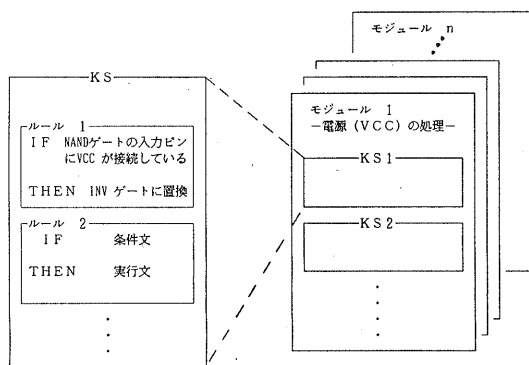 KS
ルール 1
IF NANDゲートの入力ピン
にVCC が接続している
THEN INV ゲートに置換
ルール 2
IF 条件文
THEN 実行文
モジュール n
モジュール 1
−電源（VCC）の処理−
KS1
KS2